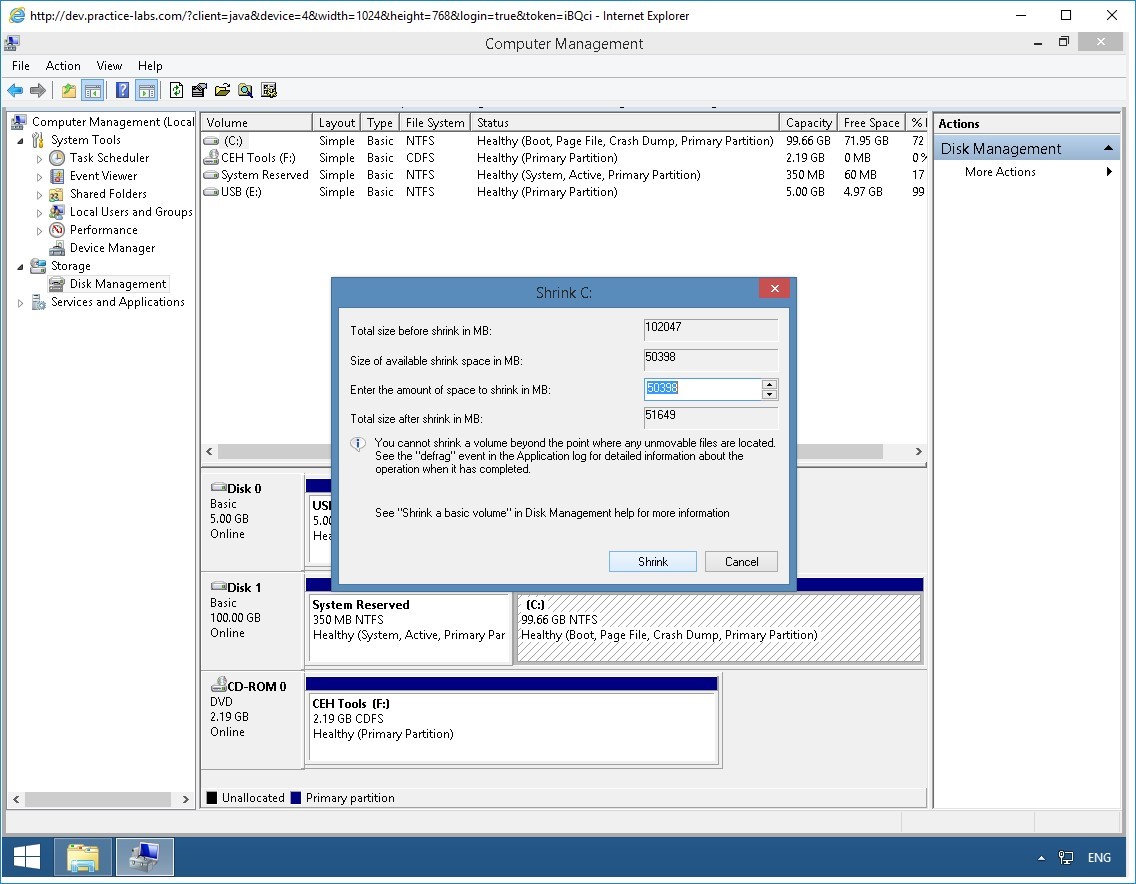 http://dev.practice-labs.com/?client=java&device=4&width=1024&height=768&login=true&token=iBQci - Internet Explorer
Computer Management
File Action View Help
Computer Management (Local
System Tools
Task Scheduler
Event Viewer
Shared Folders
Local Users and Groups
Performance
Device Manager
Storage
Disk Management
Services and Applications
Volume Layout Type File System Status Capacity Free Space %
(C:) Simple Basic NTFS Healthy (Boot, Page File, Crash Dump, Primary Partition) 99.66 GB 71.95 GB 72
CEH Tools (F:) Simple Basic CDFS Healthy (Primary Partition) 2.19 GB 0 MB 0 %
System Reserved Simple Basic NTFS Healthy (System, Active, Primary Partition) 350 MB 60 MB 17
USB (E:) Simple Basic NTFS Healthy (Primary Partition) 5.00 GB 4.97 GB 99
Actions
Disk Management
More Actions
Shrink C:
Total size before shrink in MB: 102047
Size of available shrink space in MB: 50398
Enter the amount of space to shrink in MB: 50398
Total size after shrink in MB: 51649
You cannot shrink a volume beyond the point where any unmovable files are located.
See the "defrag" event in the Application log for detailed information about the
operation when it has completed.
See "Shrink a basic volume" in Disk Management help for more information
Shrink Cancel
Disk 0
Basic
5.00 GB
Online
US
5.00
Hea
Disk 1
Basic
100.00 GB
Online
System Reserved
350 MB NTFS
Healthy (System, Active, Primary Par
(C:)
99.66 GB NTFS
Healthy (Boot, Page File, Crash Dump, Primary Partition)
CD-ROM 0
DVD
2.19 GB
Online
CEH Tools (F:)
2.19 GB CDFS
Healthy (Primary Partition)
Unallocated Primary partition
ENG